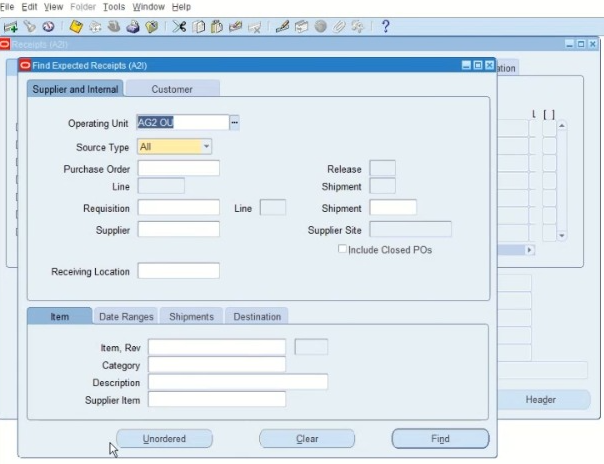 File Edit View Folder Tools Window Help
Receipts (A2I)
Find Expected Receipts (A2I)
Supplier and Internal Customer
Operating Unit AG2 OU ...
Source Type All
Purchase Order Release
Line Shipment
Requisition Line Shipment
Supplier Supplier Site
Include Closed POs
Receiving Location
Item Date Ranges Shipments Destination
Item, Rev
Category
Description
Supplier Item
Unordered Clear Find
Header
[ ]